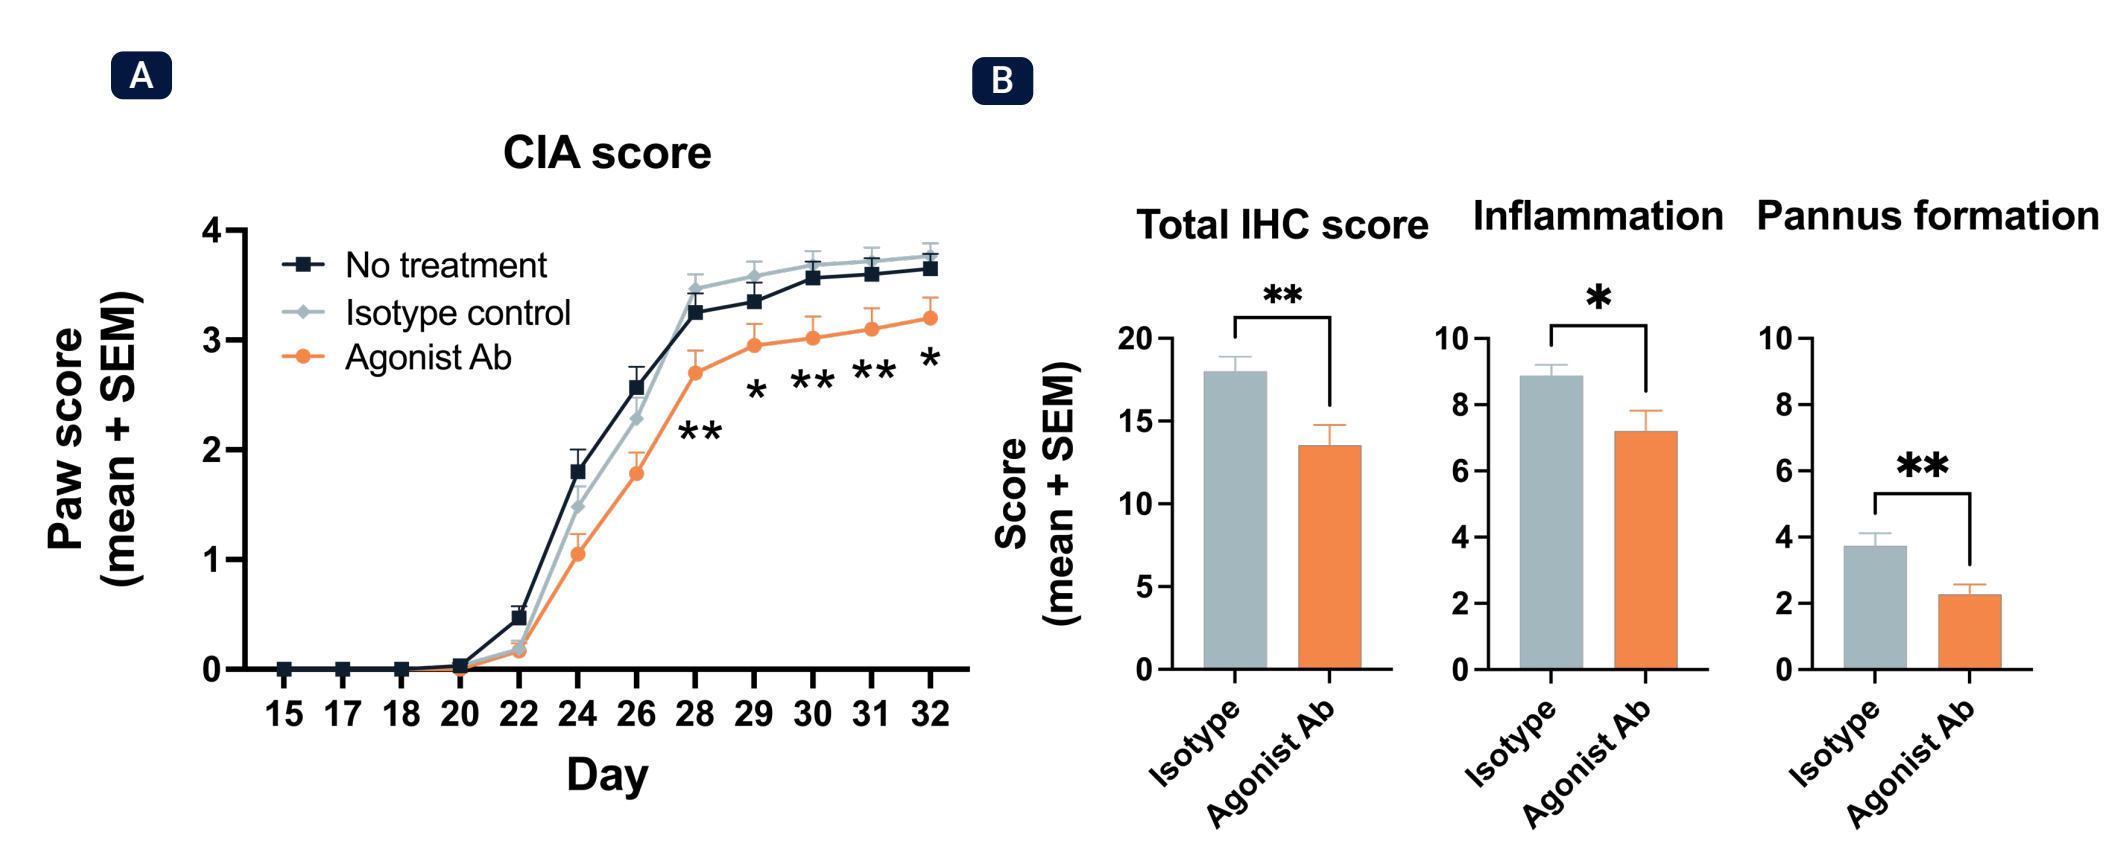 A
CIA score
4
3
2
1
0
Paw score
(mean + SEM)
No treatment
Isotype control
Agonist Ab
**
*
**
**
*
15 17 18 20 22 24 26 28 29 30 31 32
Day
B
Score
(mean + SEM)
Total IHC score
**
20
15
10
5
0
Isotype
Agonist Ab
Inflammation
*
10
8
6
4
2
0
Isotype
Agonist Ab
Pannus formation
**
10
8
6
4
2
0
Isotype
Agonist Ab